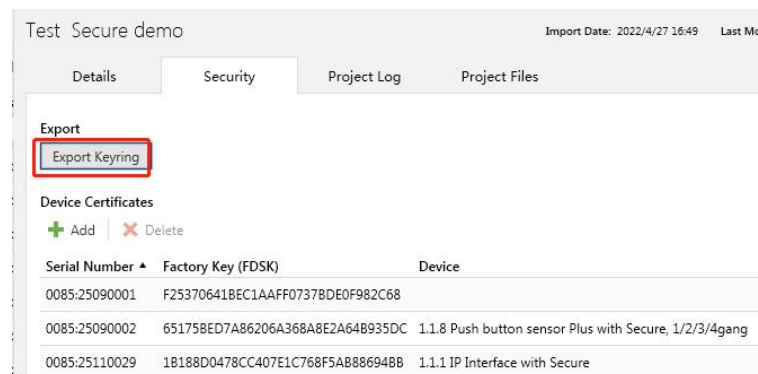 Test Secure demo Import Date: 2022/4/27 16:49 Last Mo
Details Security Project Log Project Files
Export
Export Keyring
Device Certificates
Add Delete
Serial Number Factory Key (FDSK) Device
0085:25090001 F25370641BEC1AAFF0737BDE0F982C68
0085:25090002 65175BED7A86206A368A8E2A64B935DC 1.1.8 Push button sensor Plus with Secure, 1/2/3/4gang
0085:25110029 1B188D0478CC407E1C768F5AB88694BB 1.1.1 IP Interface with Secure